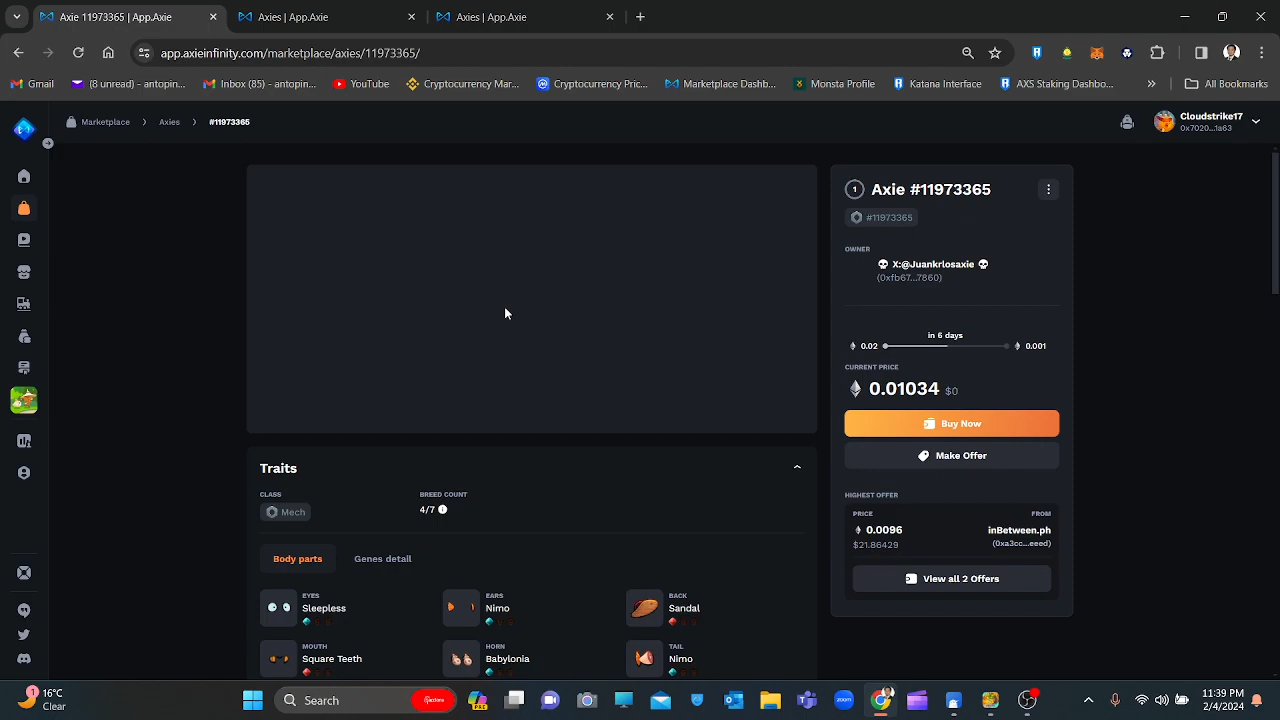 Axie 11973365 | App.Axie
Axies | App.Axie
Axies | App.Axie
app.axieinfinity.com/marketplace/axies/11973365/
Gmail
(8 unread) - antopin...
Inbox (85) - antopin...
YouTube
Cryptocurrency Mar...
Cryptocurrency Pric...
Marketplace Dashb...
Monsta Profile
Katana Interface
AXS Staking Dashbo...
All Bookmarks
Marketplace
Axies
#11973365
Cloudstrike17
0x7020...1a63
1
Axie #11973365
#11973365
OWNER
X:@Juankrlosaxie
(0xfb67...7860)
in 6 days
0.02
0.001
CURRENT PRICE
0.01034 $0
Buy Now
Make Offer
HIGHEST OFFER
PRICE
FROM
0.0096
inBetween.ph
$21.86429
(0xa3cc...eeed)
View all 2 Offers
Traits
CLASS
BREED COUNT
Mech
4/7
Body parts
Genes detail
EYES
Sleepless
EARS
Nimo
BACK
Sandal
MOUTH
Square Teeth
HORN
Babylonia
TAIL
Nimo
1
16°C
Clear
Search
zoom
11:39 PM
2/4/2024